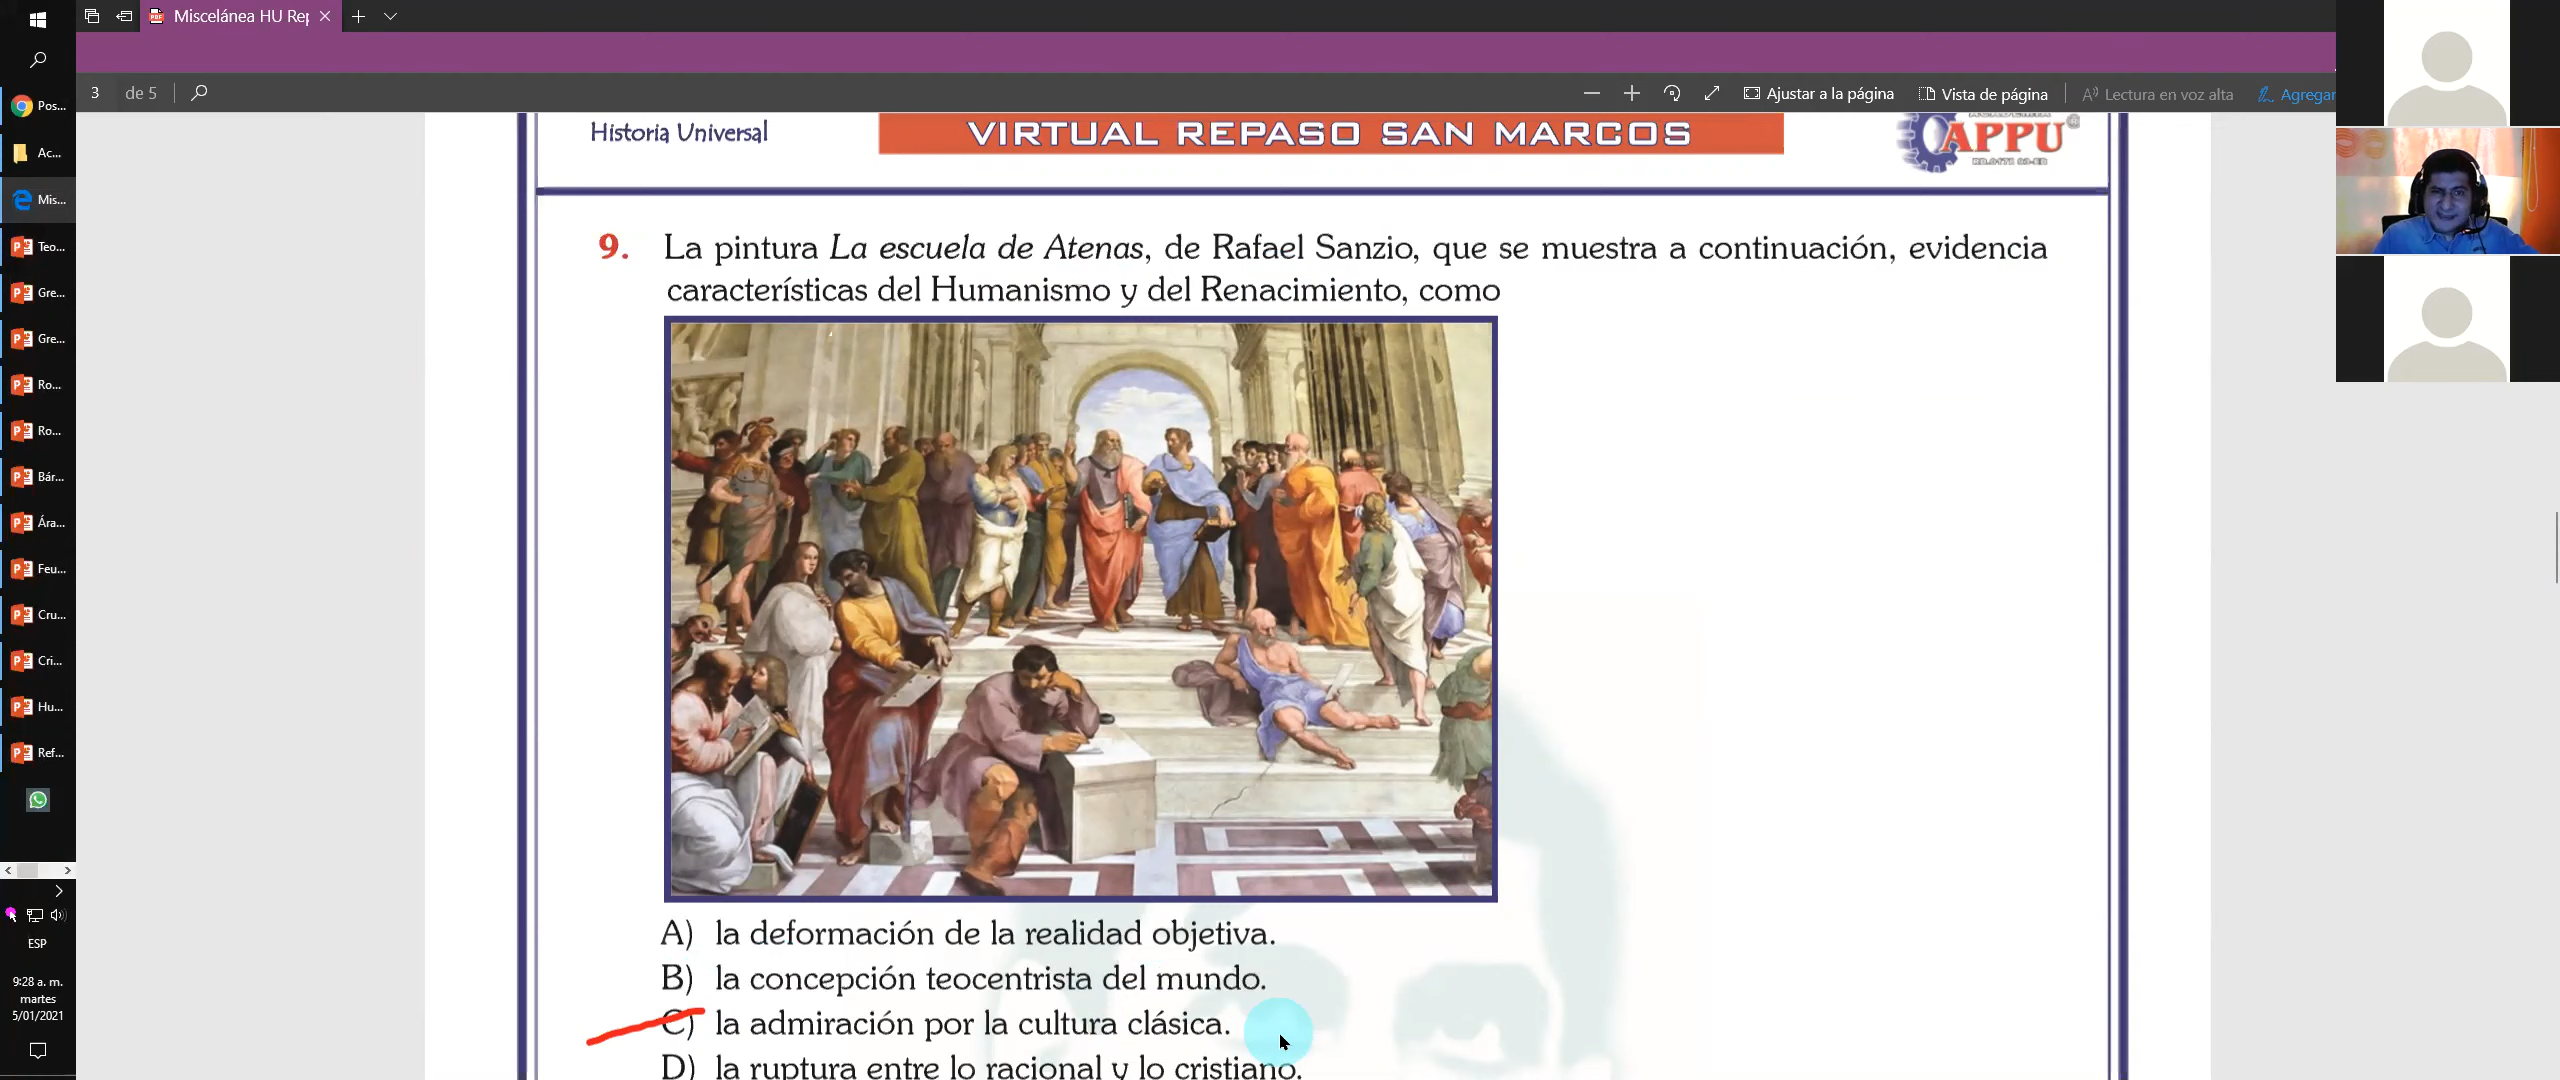 Miscelánea HU Rep
3 de 5
Ajustar a la página
Vista de página
Lectura en voz alta
Agregar
Pos...
Ac...
Mis...
Teo...
Gre...
Gre...
Ro...
Ro...
Bár...
Ára...
Feu...
Cru...
Cri...
Hu...
Ref...
ESP
9:28 a. m.
martes
5/01/2021
Historia Universal
VIRTUAL REPASO SAN MARCOS
APPU
9. La pintura La escuela de Atenas, de Rafael Sanzio, que se muestra a continuación, evidencia
características del Humanismo y del Renacimiento, como
A) la deformación de la realidad objetiva.
B) la concepción teocentrista del mundo.
C) la admiración por la cultura clásica.
D) la ruptura entre lo racional y lo cristiano.